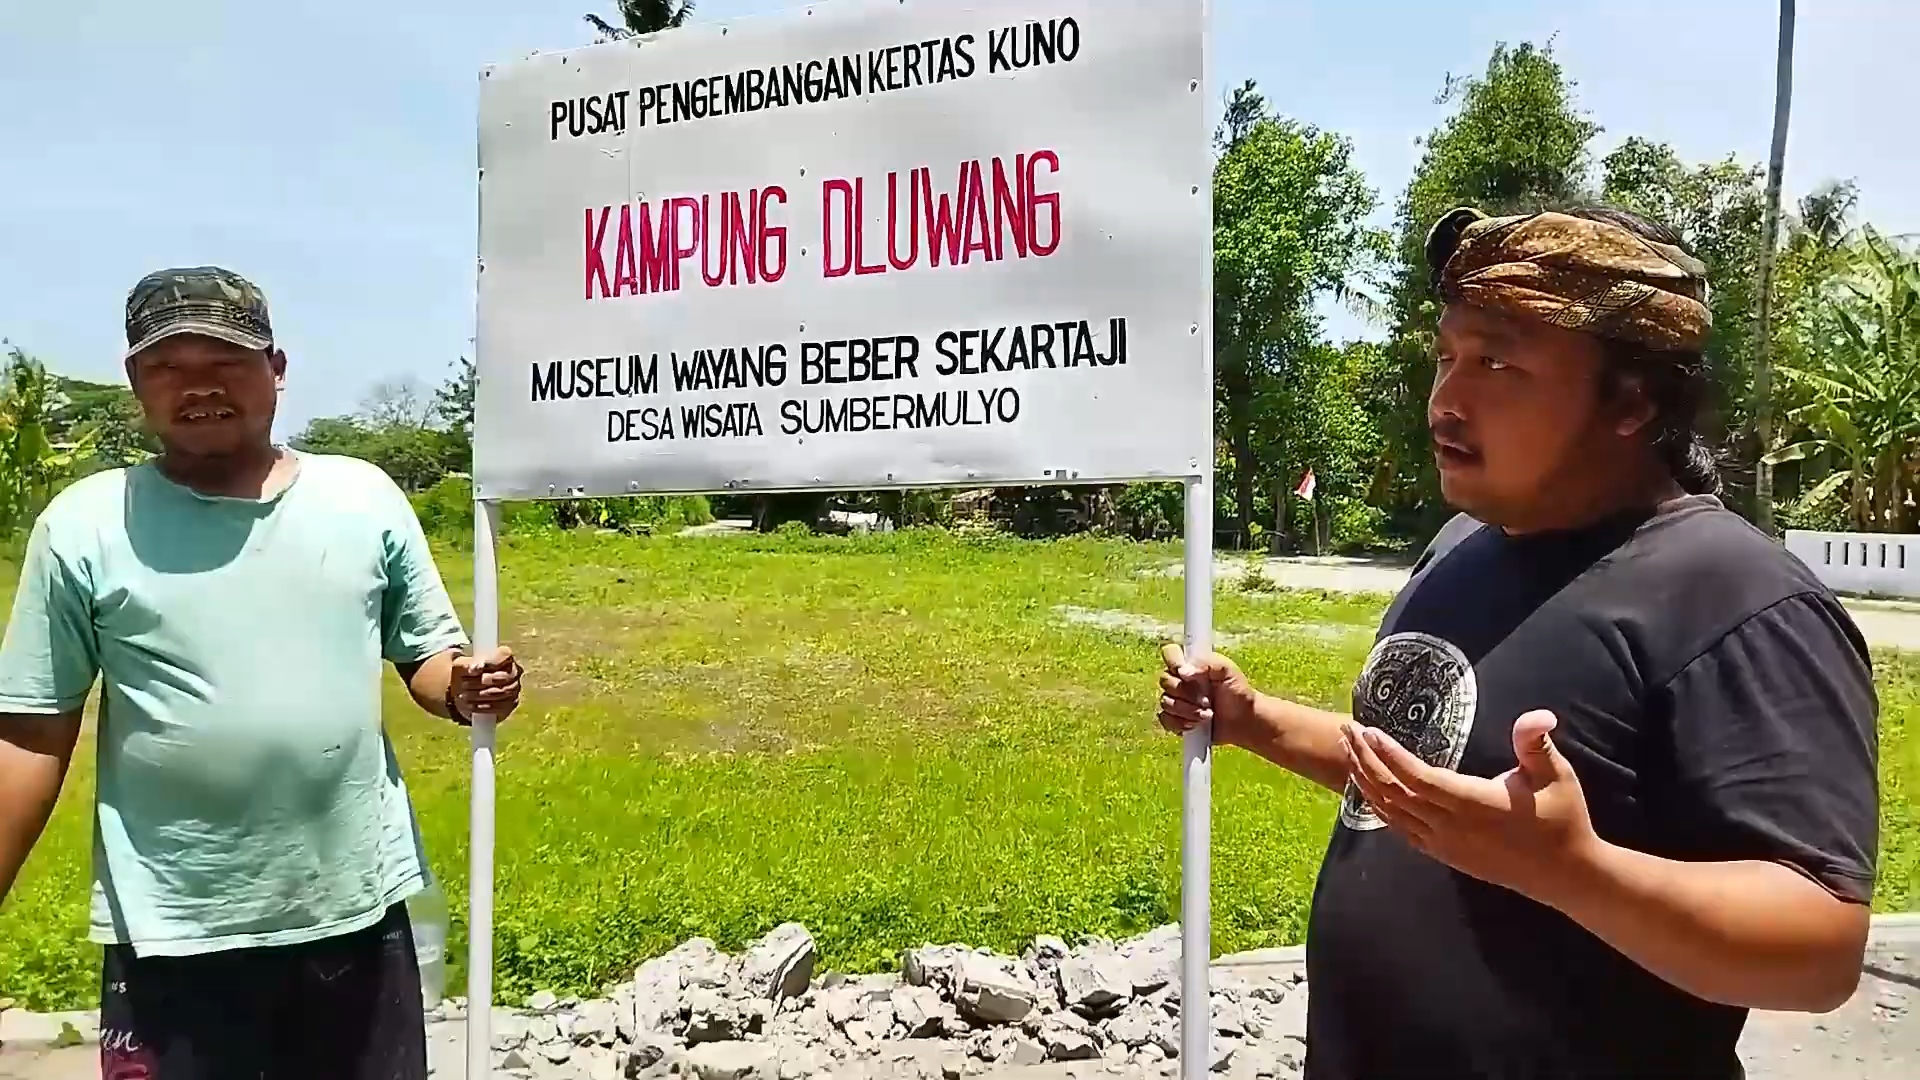 PUSAT PENGEMBANGAN KERTAS KUNO
KAMPUNG DLUWANG
MUSEUM WAYANG BEBER SEKARTAJI
DESA WISATA SUMBERMULYO